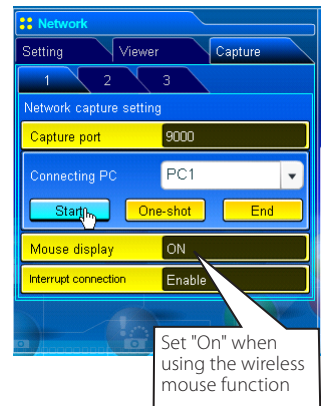 Network
Setting Viewer Capture
1 2 3
Network capture setting
Capture port 9000
Connecting PC PC1
Start One-shot End
Mouse display ON
Interrupt connection Enable
Set "On" when
using the wireless
mouse function